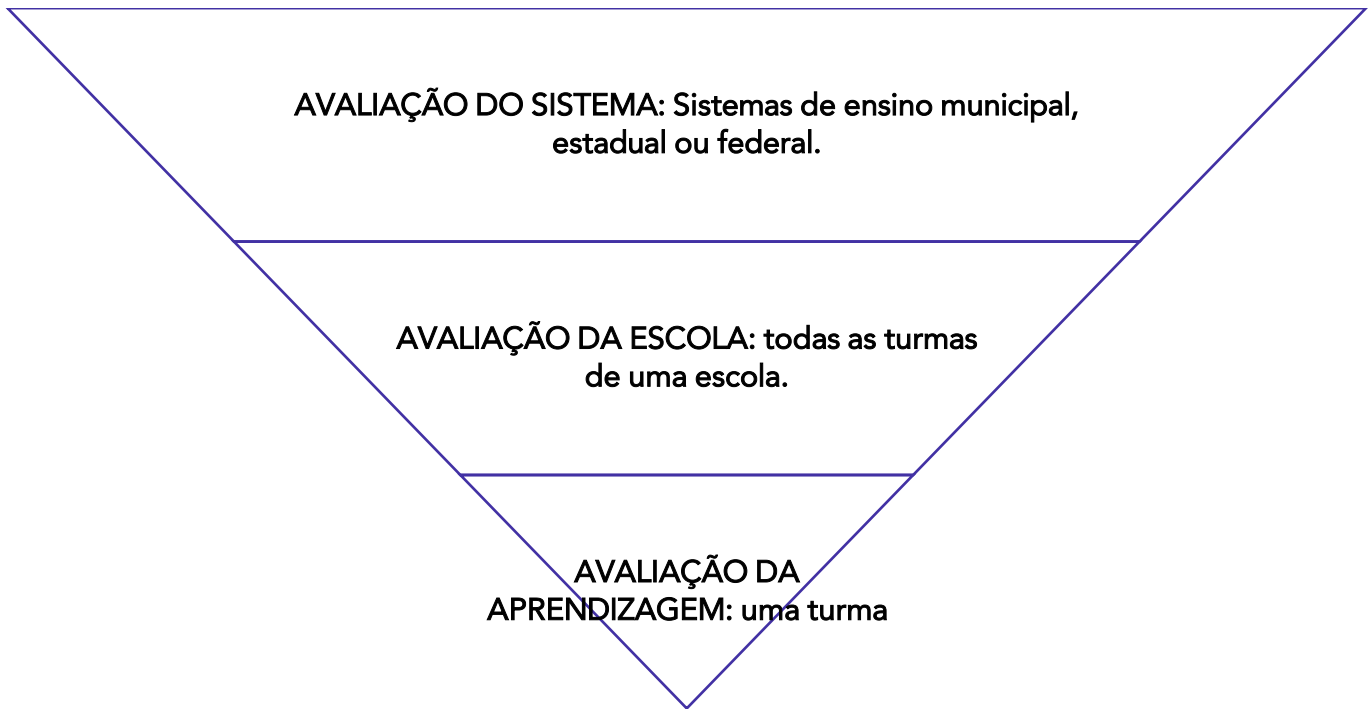 AVALIAÇÃO DO SISTEMA: Sistemas de ensino municipal,
estadual ou federal.
AVALIAÇÃO DA ESCOLA: todas as turmas
de uma escola.
AVALIAÇÃO DA
APRENDIZAGEM: uma turma